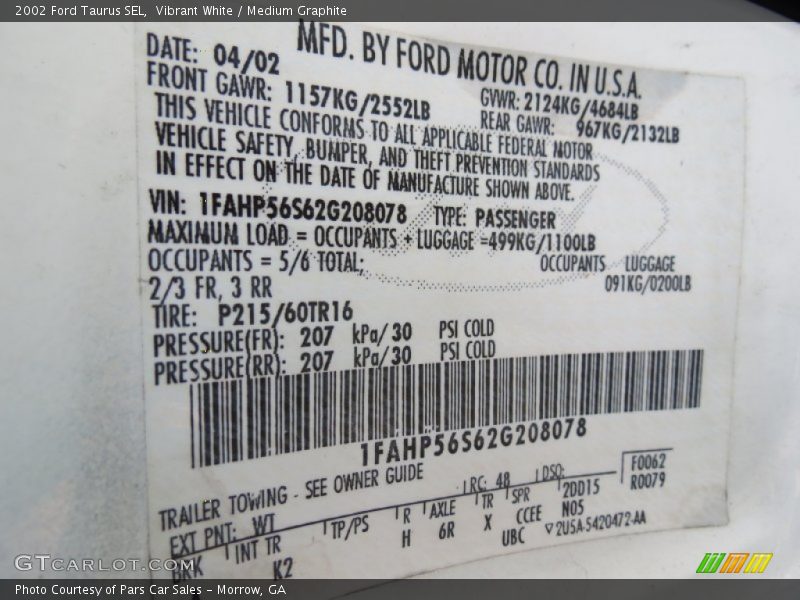 2002 Ford Taurus SEL, Vibrant White / Medium Graphite
MFD. BY FORD MOTOR CO. IN U.S.A.
DATE: 04/02
GVWR: 2124KG/4684LB
FRONT GAWR: 1157KG/2552LB
REAR GAWR: 967KG/2132LB
THIS VEHICLE CONFORMS TO ALL APPLICABLE FEDERAL MOTOR
VEHICLE SAFETY, BUMPER, AND THEFT PREVENTION STANDARDS
IN EFFECT ON THE DATE OF MANUFACTURE SHOWN ABOVE.
VIN: 1FAHP56S62G208078 TYPE: PASSENGER
MAXIMUM LOAD = OCCUPANTS + LUGGAGE =499KG/1100LB
OCCUPANTS = 5/6 TOTAL; OCCUPANTS LUGGAGE
2/3 FR, 3 RR 091KG/0200LB
TIRE: P215/60TR16
PRESSURE(FR): 207 kPa/30 PSI COLD
PRESSURE(RR): 207 kPa/30 PSI COLD
1FAHP56S62G208078
TRAILER TOWING - SEE OWNER GUIDE
RC: 48 DSO: F0062
R0079
EXT PNT: WT
BRK INT TR TP/PS R AXLE TR SPR 2DD15
K2 H 6R X CCEE N05
UBC 2U5A-5420472-AA
GTCARLOT.COM
Photo Courtesy of Pars Car Sales – Morrow, GA